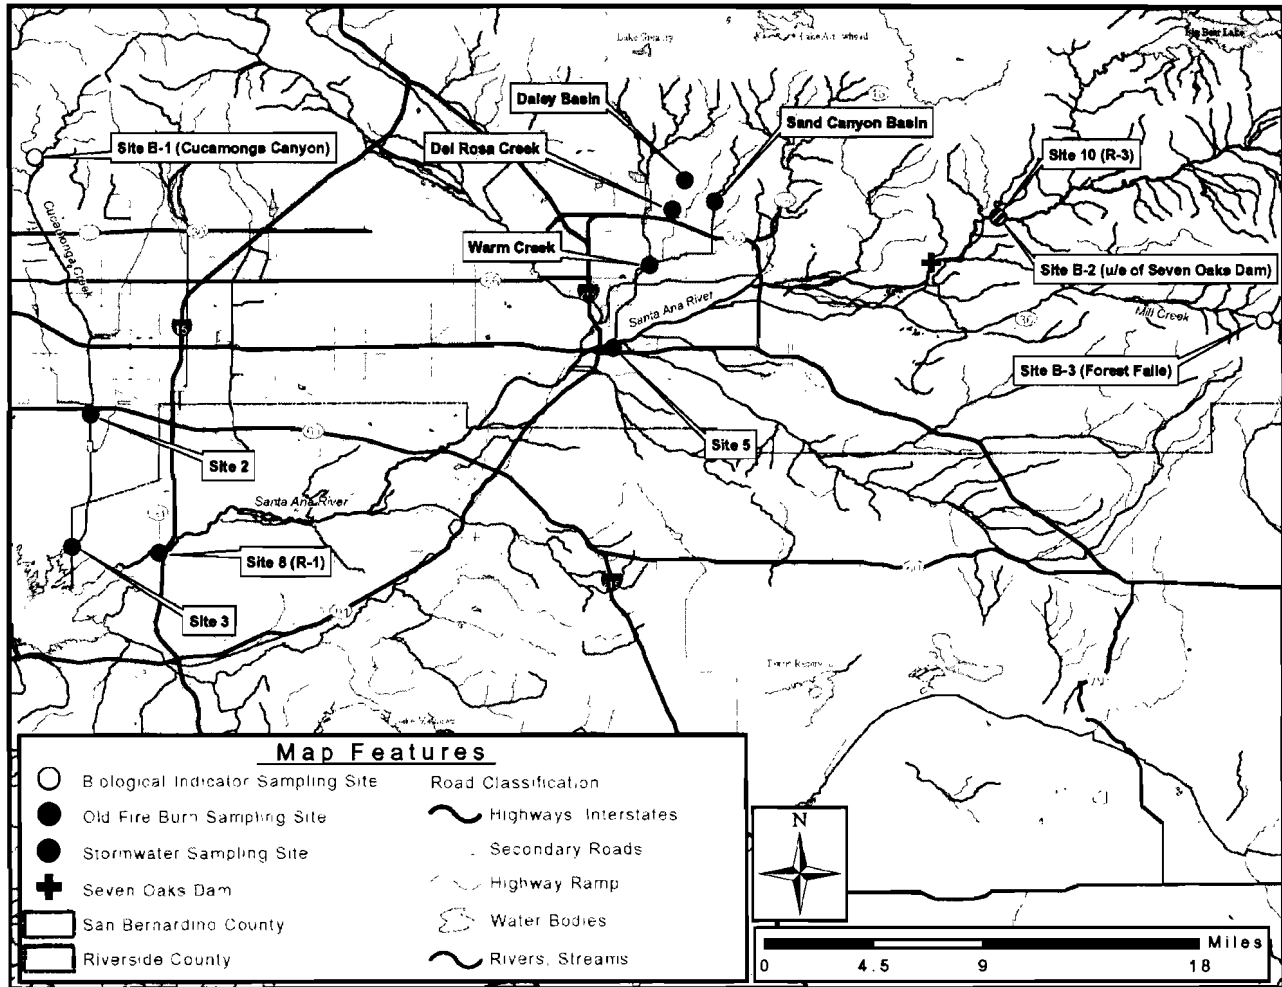 Daley Basin
Sand Canyon Basin
Site B-1 (Cucamonga Canyon)
Del Rosa Creek
Site 10 (R-3)
Cucamonga Creek
Warm Creek
Site B-2 (u/s of Seven Oaks Dam)
Santa Ana River
Mill Creek
Site B-3 (Forest Falls)
Site 5
Site 2
Santa Ana River
Site 8 (R-1)
Site 3
Map Features
Biological Indicator Sampling Site
Old Fire Burn Sampling Site
Stormwater Sampling Site
Seven Oaks Dam
San Bernardino County
Riverside County
Road Classification
Highways, Interstates
Secondary Roads
Highway Ramp
Water Bodies
Rivers, Streams
N
Miles
0 4.5 9 18